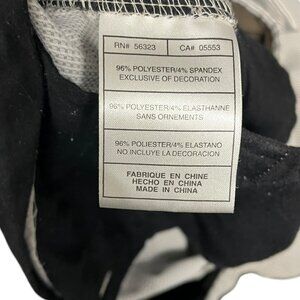 RN# 56323 CA# 05553
96% POLYESTER/4% SPANDEX
EXCLUSIVE OF DECORATION
96% POLYESTER/4% ELASTHANNE
SANS ORNEMENTS
96% POLIESTER/4% ELASTANO
NO INCLUYE LA DECORACION
FABRIQUE EN CHINE
HECHO EN CHINA
MADE IN CHINA